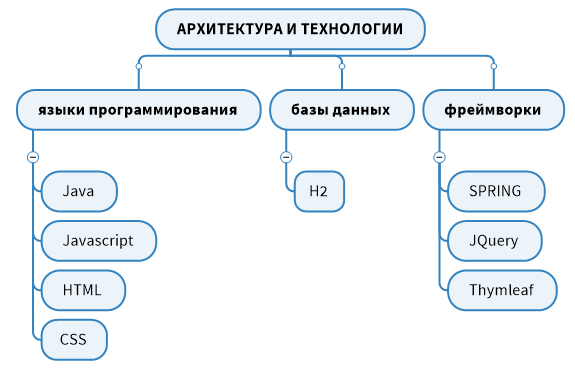 АРХИТЕКТУРА И ТЕХНОЛОГИИ
языки программирования
базы данных
фреймворки
Java
Javascript
HTML
CSS
H2
SPRING
JQuery
Thymleaf